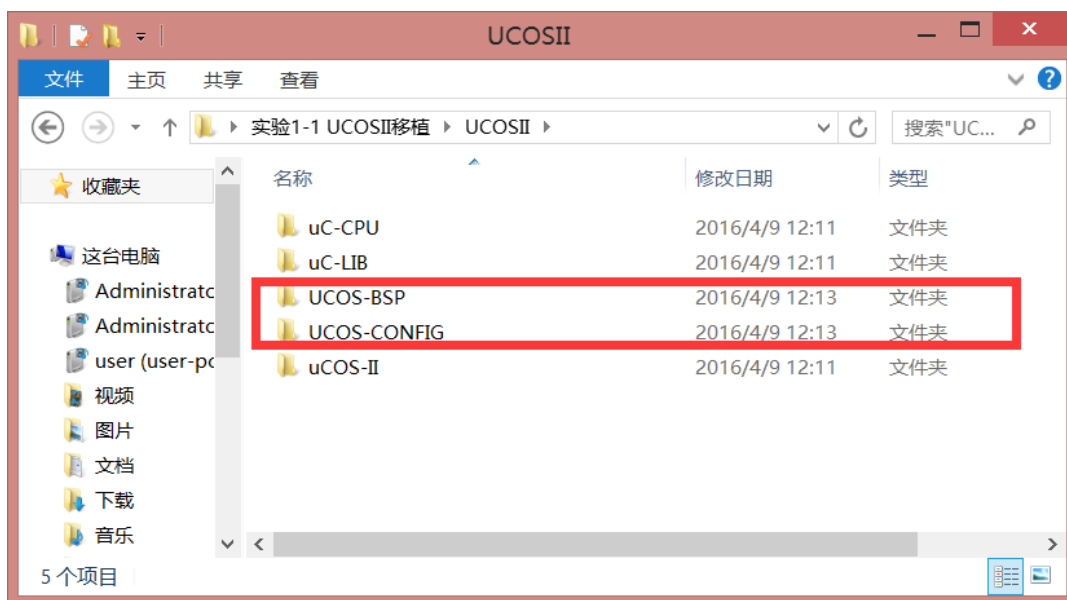 UCOSII
文件 主页 共享 查看
实验1-1 UCOSII移植 UCOSII 搜索"UC...
收藏夹 名称 修改日期 类型
uC-CPU 2016/4/9 12:11 文件夹
这台电脑 uC-LIB 2016/4/9 12:11 文件夹
Administratc UCOS-BSP 2016/4/9 12:13 文件夹
Administratc UCOS-CONFIG 2016/4/9 12:13 文件夹
user (user-pc uCOS-II 2016/4/9 12:11 文件夹
视频
图片
文档
下载
音乐
5 个项目